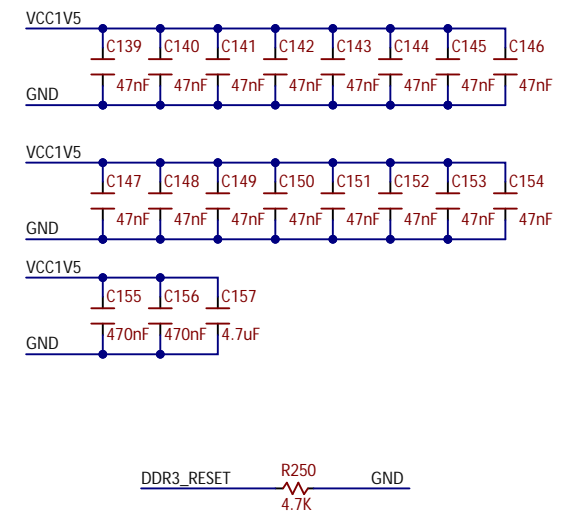 VCC1V5
C139 C140 C141 C142 C143 C144 C145 C146
47nF 47nF 47nF 47nF 47nF 47nF 47nF 47nF
GND
VCC1V5
C147 C148 C149 C150 C151 C152 C153 C154
47nF 47nF 47nF 47nF 47nF 47nF 47nF 47nF
GND
VCC1V5
C155 C156 C157
470nF 470nF 4.7uF
GND
R250
DDR3_RESET GND
4.7K